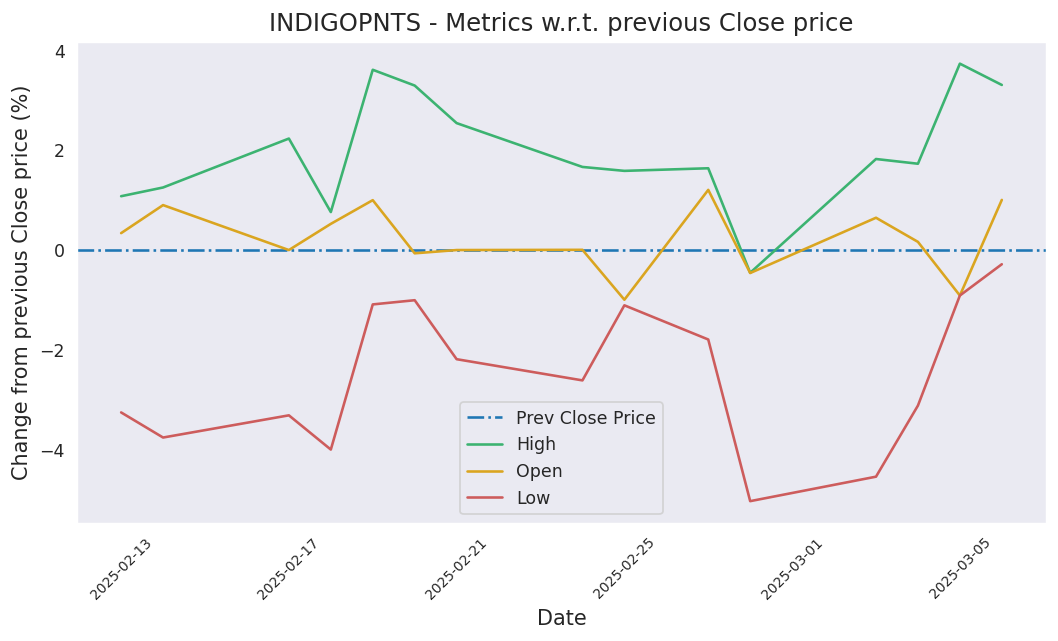 INDIGOPNTS - Metrics w.r.t. previous Close price
Change from previous Close price (%)
4
2
0
−2
−4
Prev Close Price
High
Open
Low
2025-02-13
2025-02-17
2025-02-21
2025-02-25
2025-03-01
2025-03-05
Date